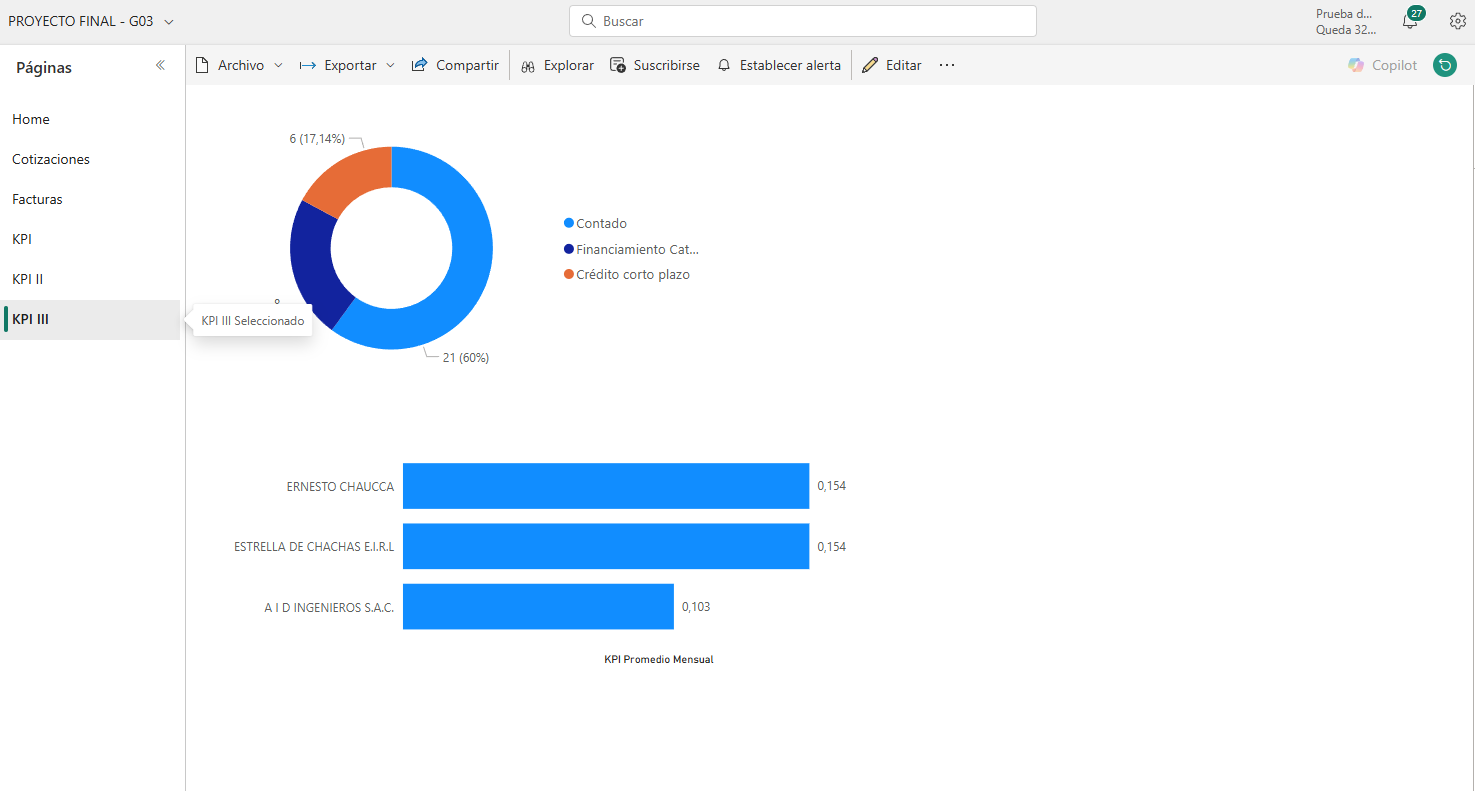 PROYECTO FINAL - G03
Buscar
Prueba d...
Queda 32...
27
Páginas
Archivo
Exportar
Compartir
Explorar
Suscribirse
Establecer alerta
Editar
Copilot
Home
Cotizaciones
Facturas
KPI
KPI II
KPI III
KPI III Seleccionado
6 (17,14%)
21 (60%)
Contado
Financiamiento Cat...
Crédito corto plazo
ERNESTO CHAUCCA
0,154
ESTRELLA DE CHACHAS E.I.R.L
0,154
A I D INGENIEROS S.A.C.
0,103
KPI Promedio Mensual